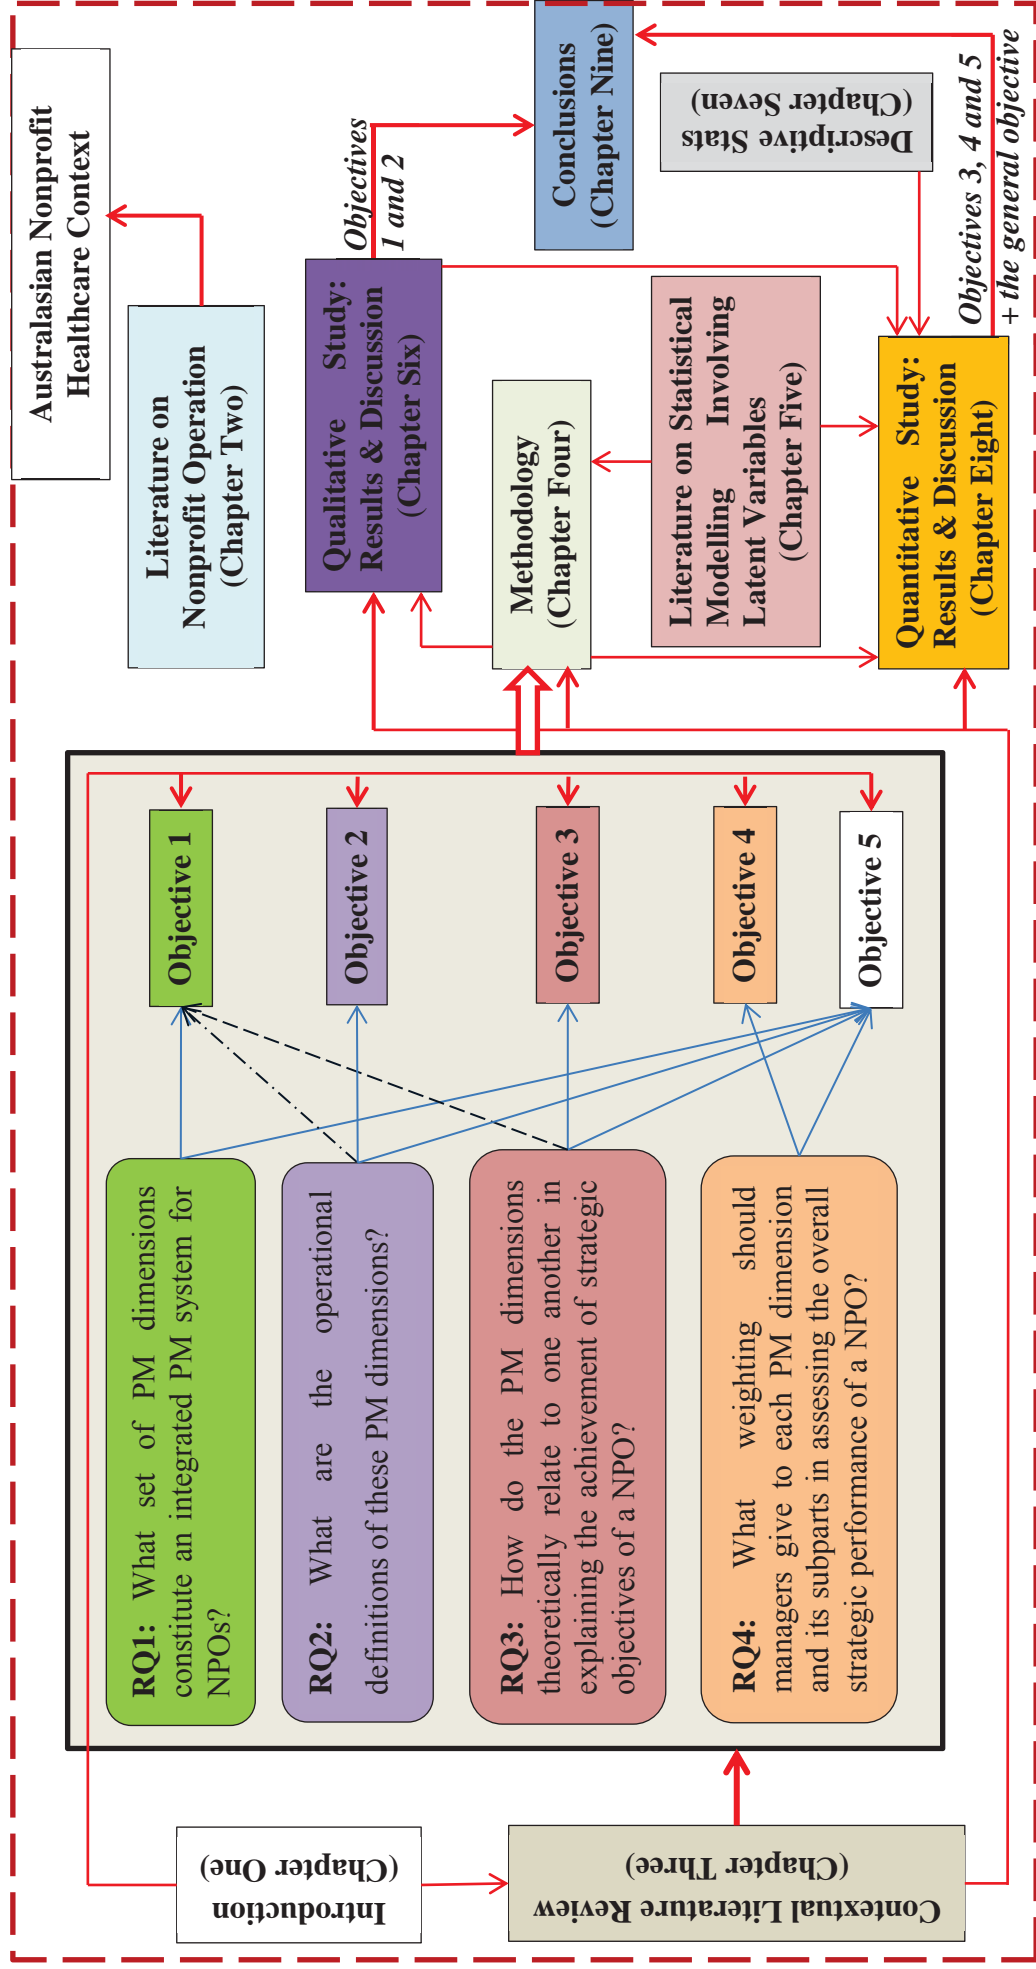 Introduction
(Chapter One)
Contextual Literature Review
(Chapter Three)
RQ1: What set of PM dimensions
constitute an integrated PM system for
NPOs?
RQ2: What are the operational
definitions of these PM dimensions?
RQ3: How do the PM dimensions
theoretically relate to one another in
explaining the achievement of strategic
objectives of a NPO?
RQ4: What weighting should
managers give to each PM dimension
and its subparts in assessing the overall
strategic performance of a NPO?
Objective 1
Objective 2
Objective 3
Objective 4
Objective 5
Australasian Nonprofit
Healthcare Context
Literature on
Nonprofit Operation
(Chapter Two)
Qualitative Study:
Results & Discussion
(Chapter Six)
Objectives
1 and 2
Methodology
(Chapter Four)
Conclusions
(Chapter Nine)
Literature on Statistical
Modelling Involving
Latent Variables
(Chapter Five)
Descriptive Stats
(Chapter Seven)
Quantitative Study:
Results & Discussion
(Chapter Eight)
Objectives 3, 4 and 5
+ the general objective